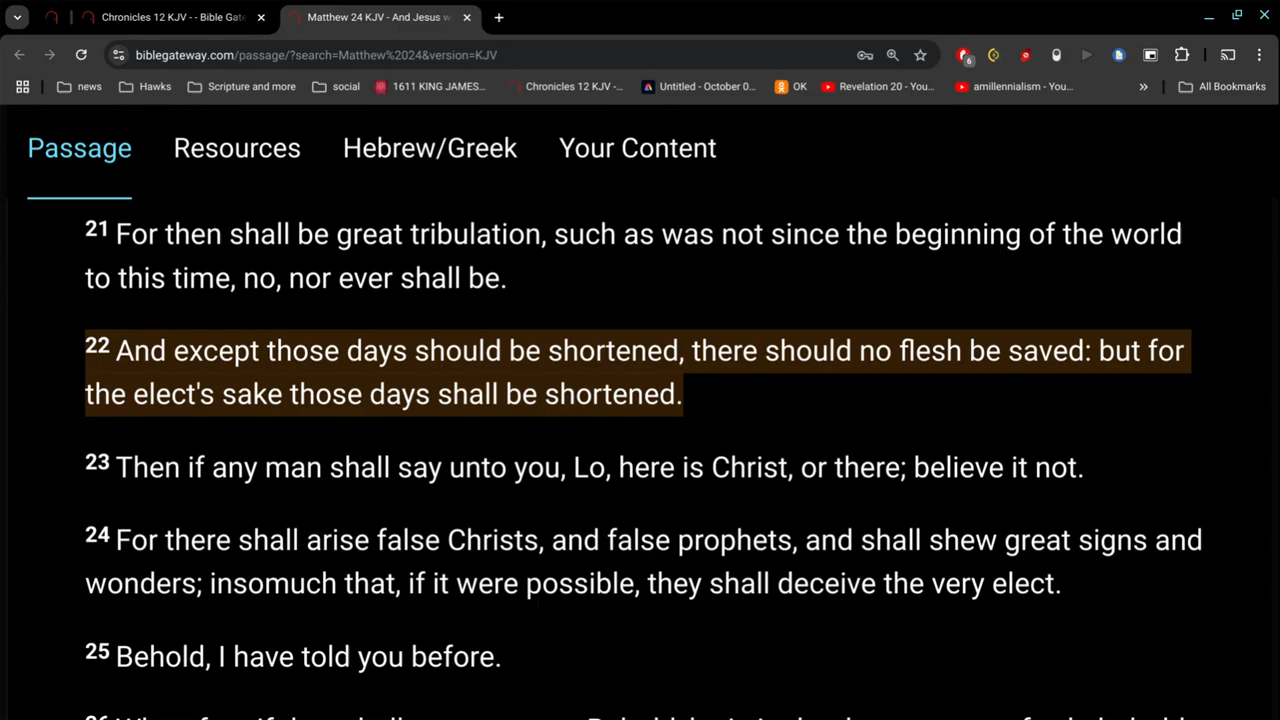 Chronicles 12 KJV - - Bible Gate
Matthew 24 KJV - And Jesus w
biblegateway.com/passage/?search=Matthew%2024&version=KJV
6
news
Hawks
Scripture and more
social
1611 KING JAMES...
Chronicles 12 KJV -...
Untitled - October 0...
OK
Revelation 20 - You...
amillennialism - You...
»
All Bookmarks
Passage Resources Hebrew/Greek Your Content
21 For then shall be great tribulation, such as was not since the beginning of the world
to this time, no, nor ever shall be.
22 And except those days should be shortened, there should no flesh be saved: but for
the elect's sake those days shall be shortened.
23 Then if any man shall say unto you, Lo, here is Christ, or there; believe it not.
24 For there shall arise false Christs, and false prophets, and shall shew great signs and
wonders; insomuch that, if it were possible, they shall deceive the very elect.
25 Behold, I have told you before.